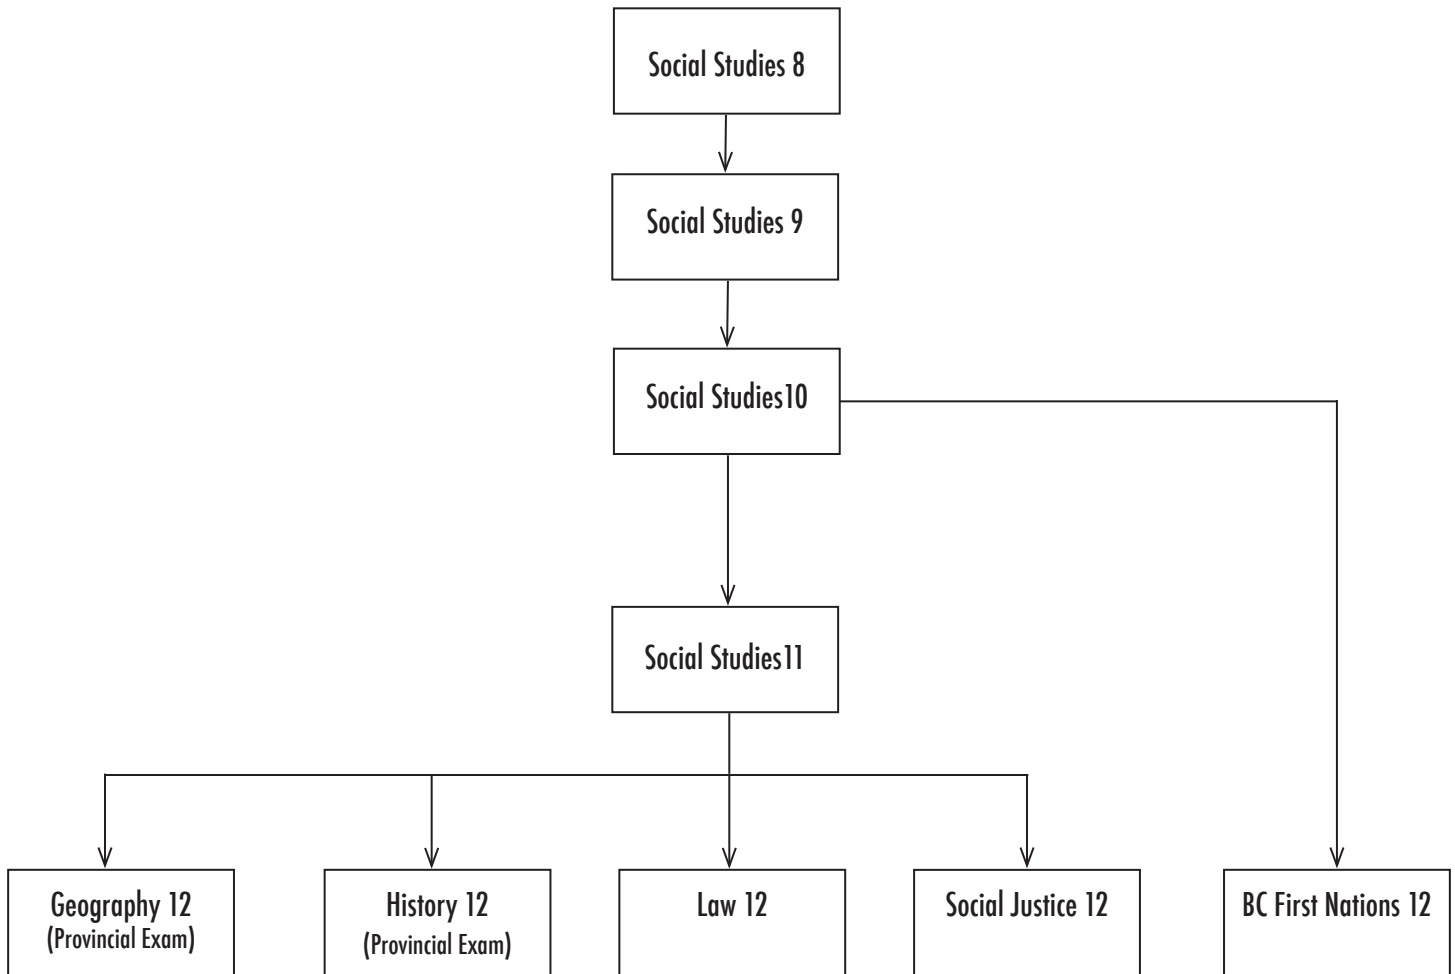 Social Studies 8
Social Studies 9
Social Studies10
Social Studies11
Geography 12
(Provincial Exam)
History 12
(Provincial Exam)
Law 12
Social Justice 12
BC First Nations 12